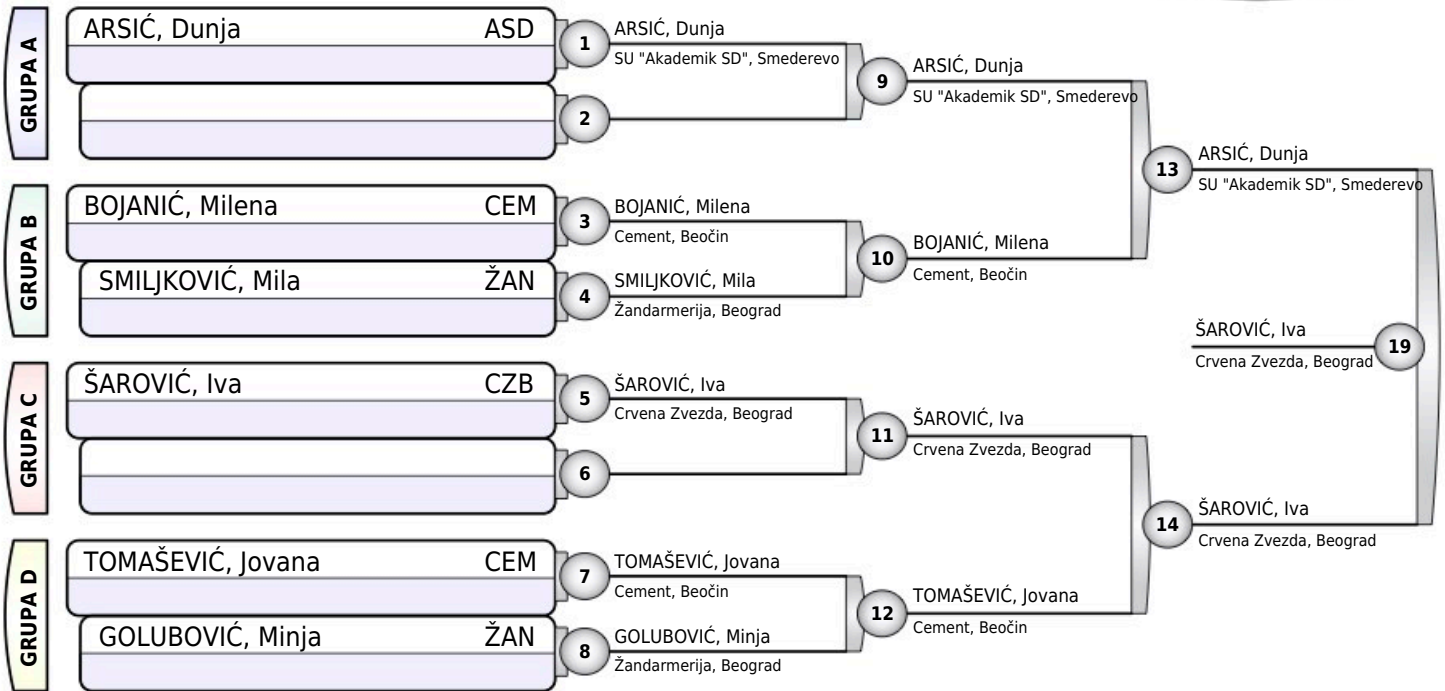 GRUPA A
ARSIĆ, Dunja ASD
1
ARSIĆ, Dunja
SU "Akademik SD", Smederevo
2
9
ARSIĆ, Dunja
SU "Akademik SD", Smederevo
GRUPA B
BOJANIĆ, Milena CEM
3
BOJANIĆ, Milena
Cement, Beočin
SMILJKOVIĆ, Mila ŽAN
4
SMILJKOVIĆ, Mila
Žandarmerija, Beograd
10
BOJANIĆ, Milena
Cement, Beočin
13
ARSIĆ, Dunja
SU "Akademik SD", Smederevo
GRUPA C
ŠAROVIĆ, Iva CZB
5
ŠAROVIĆ, Iva
Crvena Zvezda, Beograd
6
11
ŠAROVIĆ, Iva
Crvena Zvezda, Beograd
GRUPA D
TOMAŠEVIĆ, Jovana CEM
7
TOMAŠEVIĆ, Jovana
Cement, Beočin
GOLUBOVIĆ, Minja ŽAN
8
GOLUBOVIĆ, Minja
Žandarmerija, Beograd
12
TOMAŠEVIĆ, Jovana
Cement, Beočin
14
ŠAROVIĆ, Iva
Crvena Zvezda, Beograd
ŠAROVIĆ, Iva
Crvena Zvezda, Beograd
19